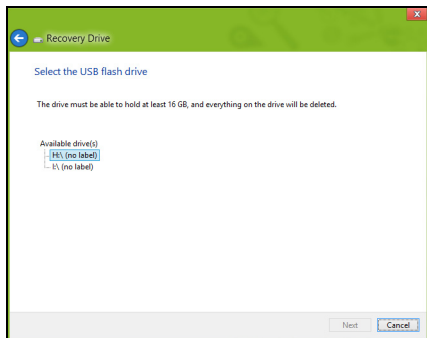 x
Recovery Drive
Select the USB flash drive
The drive must be able to hold at least 16 GB, and everything on the drive will be deleted.
Available drive(s)
H:\ (no label)
I:\ (no label)
Next Cancel